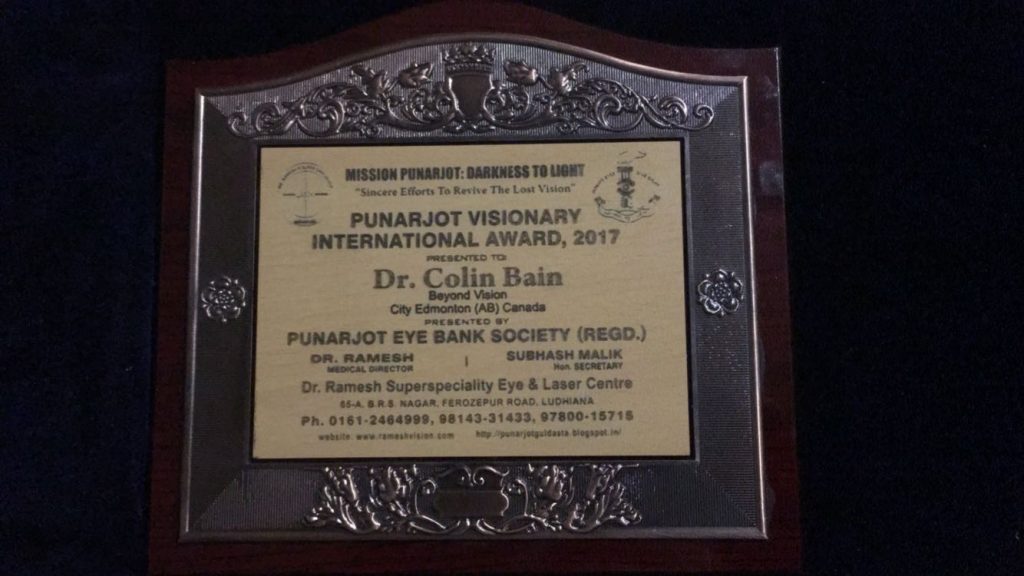 MISSION PUNARJOT: DARKNESS TO LIGHT
"Sincere Efforts To Revive The Lost Vision"
PUNARJOT VISIONARY
INTERNATIONAL AWARD, 2017
PRESENTED TO:
Dr. Colin Bain
Beyond Vision
City Edmonton (AB) Canada
PRESENTED BY
PUNARJOT EYE BANK SOCIETY (REGD.)
DR. RAMESH | SUBHASH MALIK
MEDICAL DIRECTOR Hon. SECRETARY
Dr. Ramesh Superspeciality Eye & Laser Centre
65-A, B.R.S. NAGAR, FEROZEPUR ROAD, LUDHIANA
Ph. 0161-2464999, 98143-31433, 97800-15715
website. www.rameshvision.com http://punarjotguldasta.blogspot.in/